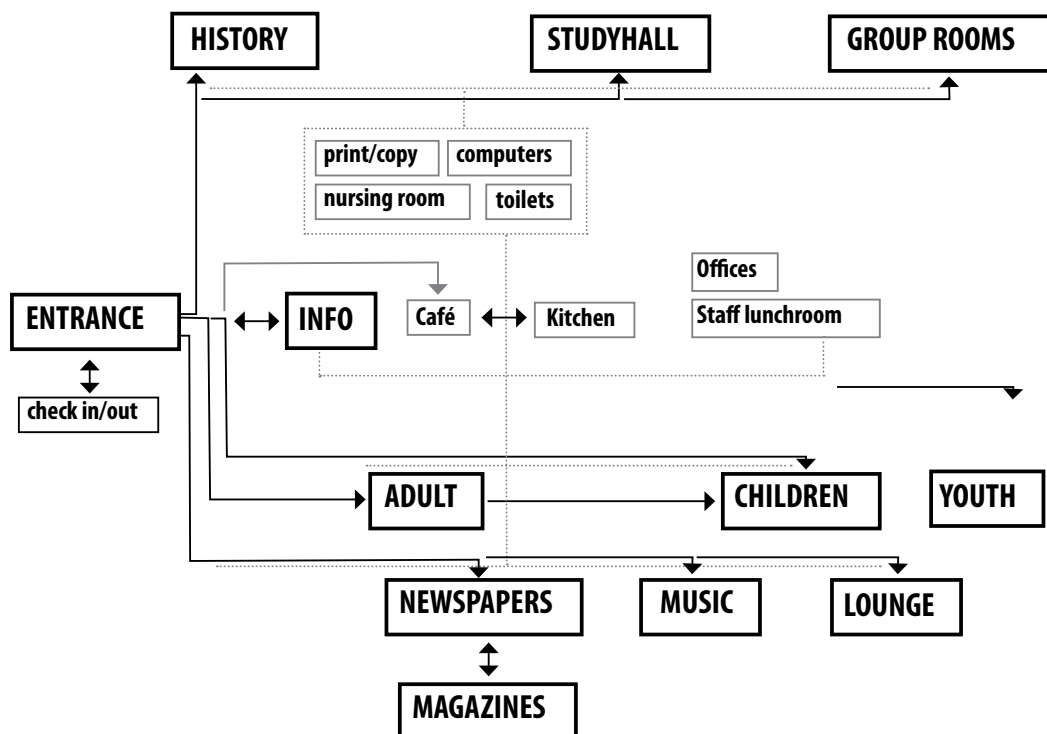 HISTORY
STUDYHALL
GROUP ROOMS
print/copy
computers
nursing room
toilets
Offices
ENTRANCE
INFO
Café
Kitchen
Staff lunchroom
check in/out
ADULT
CHILDREN
YOUTH
NEWSPAPERS
MUSIC
LOUNGE
MAGAZINES